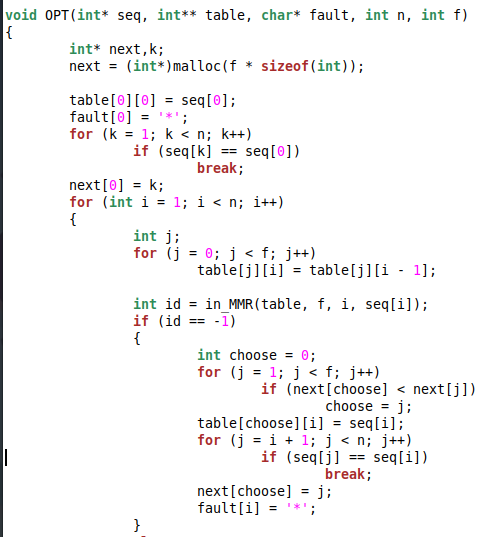 void OPT(int* seq, int** table, char* fault, int n, int f)
{
        int* next,k;
        next = (int*)malloc(f * sizeof(int));

        table[0][0] = seq[0];
        fault[0] = '*';
        for (k = 1; k < n; k++)
                if (seq[k] == seq[0])
                        break;
        next[0] = k;
        for (int i = 1; i < n; i++)
        {
                int j;
                for (j = 0; j < f; j++)
                        table[j][i] = table[j][i - 1];

                int id = in_MMR(table, f, i, seq[i]);
                if (id == -1)
                {
                        int choose = 0;
                        for (j = 1; j < f; j++)
                                if (next[choose] < next[j])
                                        choose = j;
                        table[choose][i] = seq[i];
                        for (j = i + 1; j < n; j++)
                                if (seq[j] == seq[i])
                                        break;
                        next[choose] = j;
                        fault[i] = '*';
                }